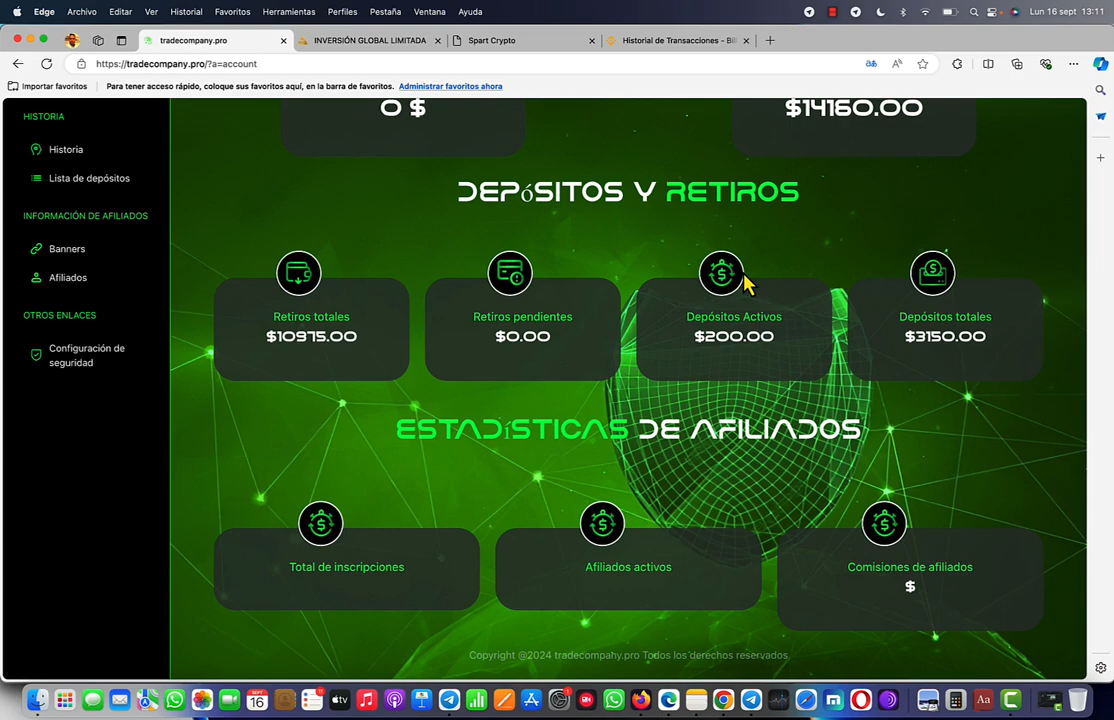 Edge Archivo Editar Ver Historial Favoritos Herramientas Perfiles Pestaña Ventana Ayuda Lun 16 sept 13:11
tradecompany.pro INVERSIÓN GLOBAL LIMITADA Spart Crypto Historial de Transacciones - Bil
https://tradecompany.pro/?a=account
Importar favoritos Para tener acceso rápido, coloque sus favoritos aquí, en la barra de favoritos. Administrar favoritos ahora
HISTORIA
Historia
Lista de depósitos
INFORMACIÓN DE AFILIADOS
Banners
Afiliados
OTROS ENLACES
Configuración de
seguridad
0 $ $14160.00
DEPóSITOS Y RETIROS
Retiros totales
$10975.00
Retiros pendientes
$0.00
Depósitos Activos
$200.00
Depósitos totales
$3150.00
ESTADíSTICAS DE AFILIADOS
Total de inscripciones
Afiliados activos
Comisiones de afiliados
$
Copyright @2024 tradecompany.pro Todos los derechos reservados.